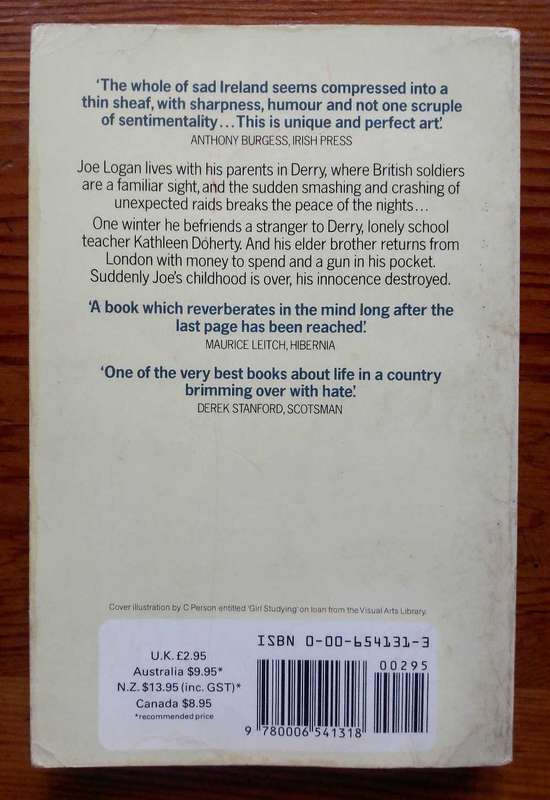 ‘The whole of sad Ireland seems compressed into a
thin sheaf, with sharpness, humour and not one scruple
of sentimentality...This is unique and perfect art’.
ANTHONY BURGESS, IRISH PRESS
Joe Logan lives with his parents in Derry, where British soldiers
are a familiar sight, and the sudden smashing and crashing of
unexpected raids breaks the peace of the nights...
One winter he befriends a stranger to Derry, lonely school
teacher Kathleen Doherty. And his elder brother returns from
London with money to spend and a gun in his pocket.
Suddenly Joe's childhood is over, his innocence destroyed.
‘A book which reverberates in the mind long after the
last page has been reached’.
MAURICE LEITCH, HIBERNIA
‘One of the very best books about life in a country
brimming over with hate’.
DEREK STANFORD, SCOTSMAN
Cover illustration by C Person entitled 'Girl Studying' on loan from the Visual Arts Library.
U.K. £2.95
Australia $9.95*
N.Z. $13.95 (inc. GST)*
Canada $8.95
*recommended price
ISBN 0-00-654131-3
00295
9 780006 541318